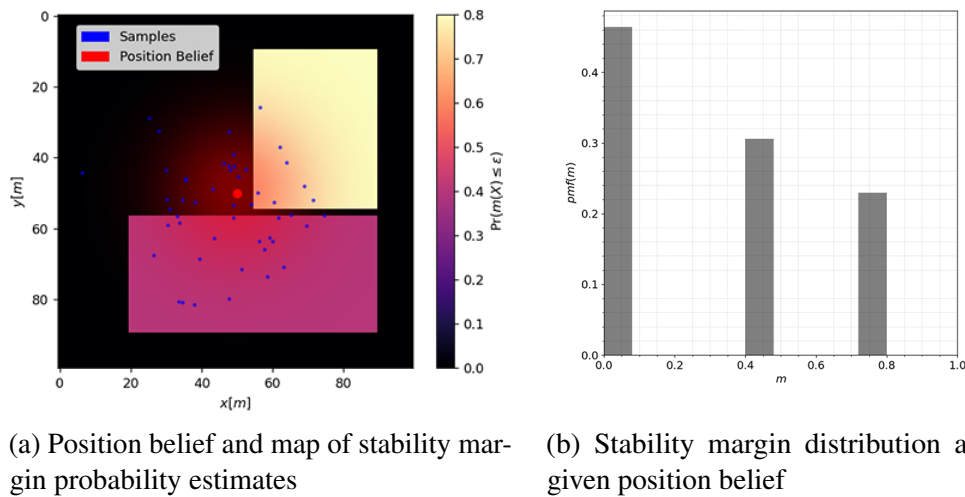 Samples
Position Belief
0
20
40
60
80
y[m]
0 20 40 60 80
x[m]
0.8
0.7
0.6
0.5
0.4
0.3
0.2
0.1
0.0
Pr(m(X) ≤ ε)
0.4
0.3
0.2
0.1
0.0
pmf(m)
0.0 0.2 0.4 0.6 0.8 1.0
m
(a) Position belief and map of stability mar-
gin probability estimates
(b) Stability margin distribution a
given position belief